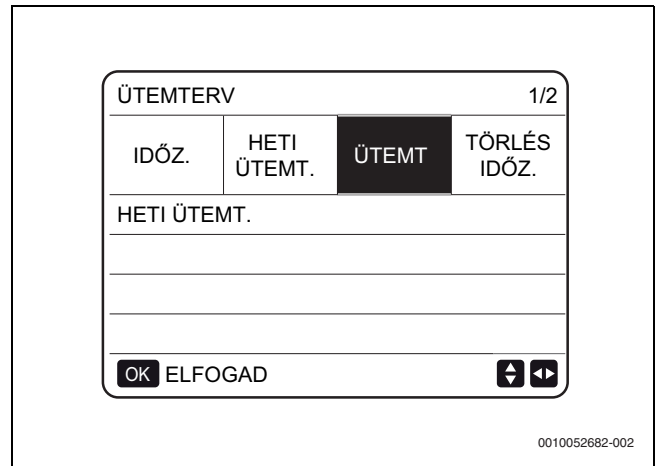 ÜTEMTERV 1/2
IDŐZ.
HETI
ÜTEMT.
ÜTEMT
TÖRLÉS
IDŐZ.
HETI ÜTEMT.
OK ELFOGAD
0010052682-002